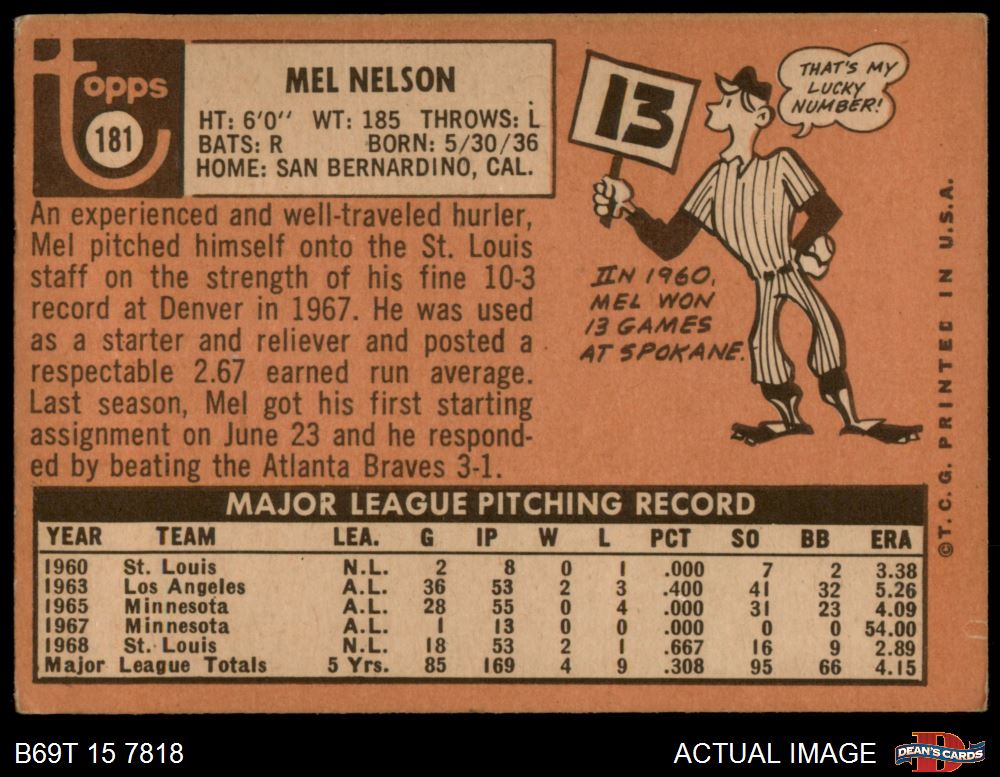 Topps
181
MEL NELSON
HT: 6'0" WT: 185 THROWS: L
BATS: R BORN: 5/30/36
HOME: SAN BERNARDINO, CAL.
An experienced and well-traveled hurler,
Mel pitched himself onto the St. Louis
staff on the strength of his fine 10-3
record at Denver in 1967. He was used
as a starter and reliever and posted a
respectable 2.67 earned run average.
Last season, Mel got his first starting
assignment on June 23 and he respond-
ed by beating the Atlanta Braves 3-1.
13
THAT'S MY
LUCKY
NUMBER!
IN 1960,
MEL WON
13 GAMES
AT SPOKANE.
© T. C. G. PRINTED IN U.S.A.
MAJOR LEAGUE PITCHING RECORD
YEAR TEAM LEA. G IP W L PCT SO BB ERA
1960 St. Louis N.L. 2 8 0 1 .000 7 2 3.38
1963 Los Angeles A.L. 36 53 2 3 .400 41 32 5.26
1965 Minnesota A.L. 28 55 0 4 .000 31 23 4.09
1967 Minnesota A.L. 1 13 0 0 .000 0 0 54.00
1968 St. Louis N.L. 18 53 2 1 .667 16 9 2.89
Major League Totals 5 Yrs. 85 169 4 9 .308 95 66 4.15
B69T 15 7818
ACTUAL IMAGE
D
DEAN'S CARDS